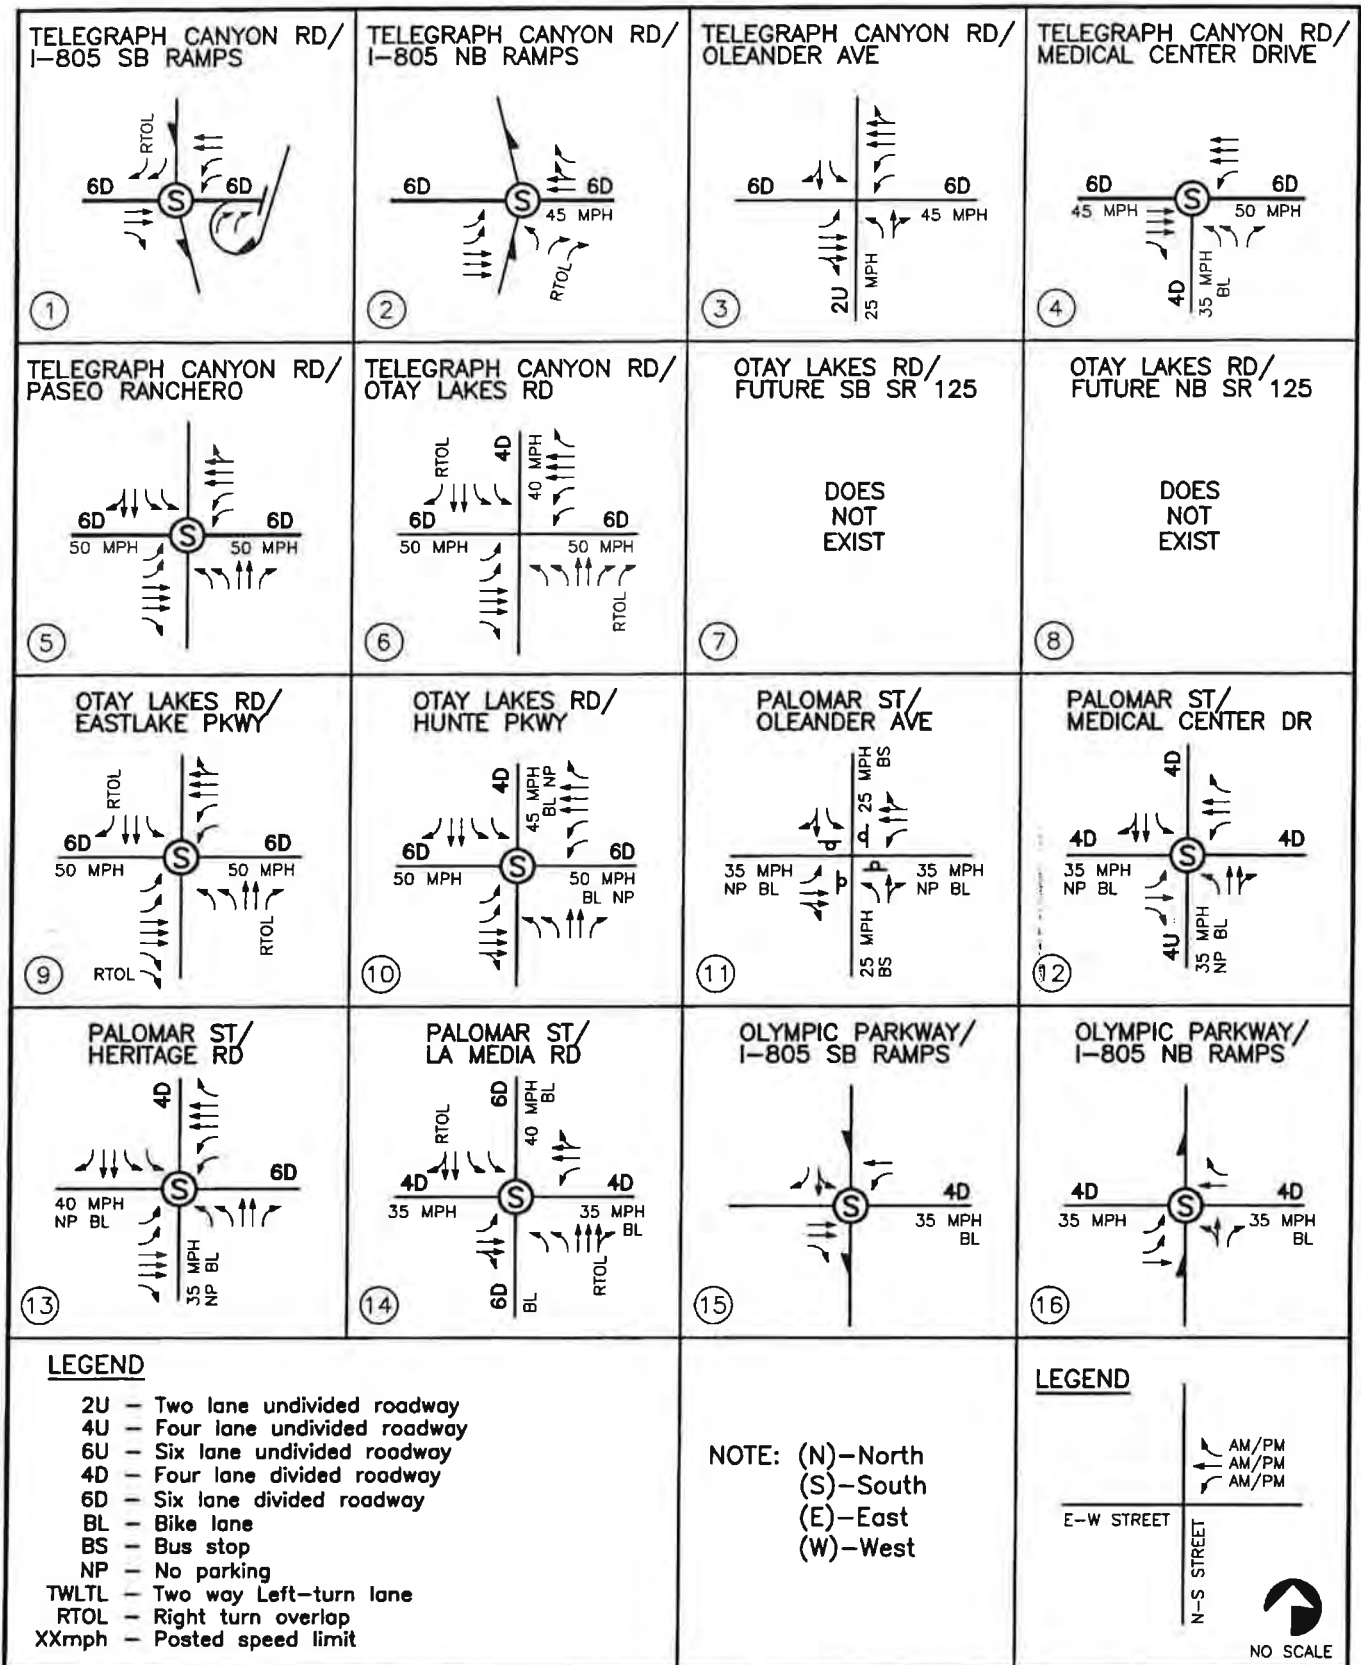 TELEGRAPH CANYON RD/
I-805 SB RAMPS
RTOL
6D
6D
S
1
TELEGRAPH CANYON RD/
I-805 NB RAMPS
6D
6D
S
45 MPH
RTOL
2
TELEGRAPH CANYON RD/
OLEANDER AVE
6D
6D
45 MPH
2U
25 MPH
3
TELEGRAPH CANYON RD/
MEDICAL CENTER DRIVE
6D
6D
S
45 MPH
50 MPH
4D
35 MPH
BL
4
TELEGRAPH CANYON RD/
PASEO RANCHERO
6D
6D
S
50 MPH
50 MPH
5
TELEGRAPH CANYON RD/
OTAY LAKES RD
RTOL
4D
40 MPH
6D
6D
50 MPH
50 MPH
RTOL
6
OTAY LAKES RD/
FUTURE SB SR 125
DOES
NOT
EXIST
7
OTAY LAKES RD/
FUTURE NB SR 125
DOES
NOT
EXIST
8
OTAY LAKES RD/
EASTLAKE PKWY
RTOL
6D
6D
S
50 MPH
50 MPH
RTOL
RTOL
9
OTAY LAKES RD/
HUNTE PKWY
4D
45 MPH
BL NP
6D
6D
S
50 MPH
50 MPH
BL NP
10
PALOMAR ST/
OLEANDER AVE
25 MPH
BS
35 MPH
NP BL
35 MPH
NP BL
25 MPH
BS
11
PALOMAR ST/
MEDICAL CENTER DR
4D
4D
4D
S
35 MPH
NP BL
4U
35 MPH
NP BL
12
PALOMAR ST/
HERITAGE RD
4D
6D
S
40 MPH
NP BL
35 MPH
NP BL
13
PALOMAR ST/
LA MEDIA RD
6D
40 MPH
BL
RTOL
4D
4D
S
35 MPH
35 MPH
BL
RTOL
6D
BL
14
OLYMPIC PARKWAY/
I-805 SB RAMPS
4D
S
35 MPH
BL
15
OLYMPIC PARKWAY/
I-805 NB RAMPS
4D
4D
S
35 MPH
35 MPH
BL
16
LEGEND
2U - Two lane undivided roadway
4U - Four lane undivided roadway
6U - Six lane undivided roadway
4D - Four lane divided roadway
6D - Six lane divided roadway
BL - Bike lane
BS - Bus stop
NP - No parking
TWLTL - Two way Left-turn lane
RTOL - Right turn overlap
XXmph - Posted speed limit
NOTE: (N)-North
(S)-South
(E)-East
(W)-West
LEGEND
AM/PM
AM/PM
AM/PM
E-W STREET
N-S STREET
NO SCALE